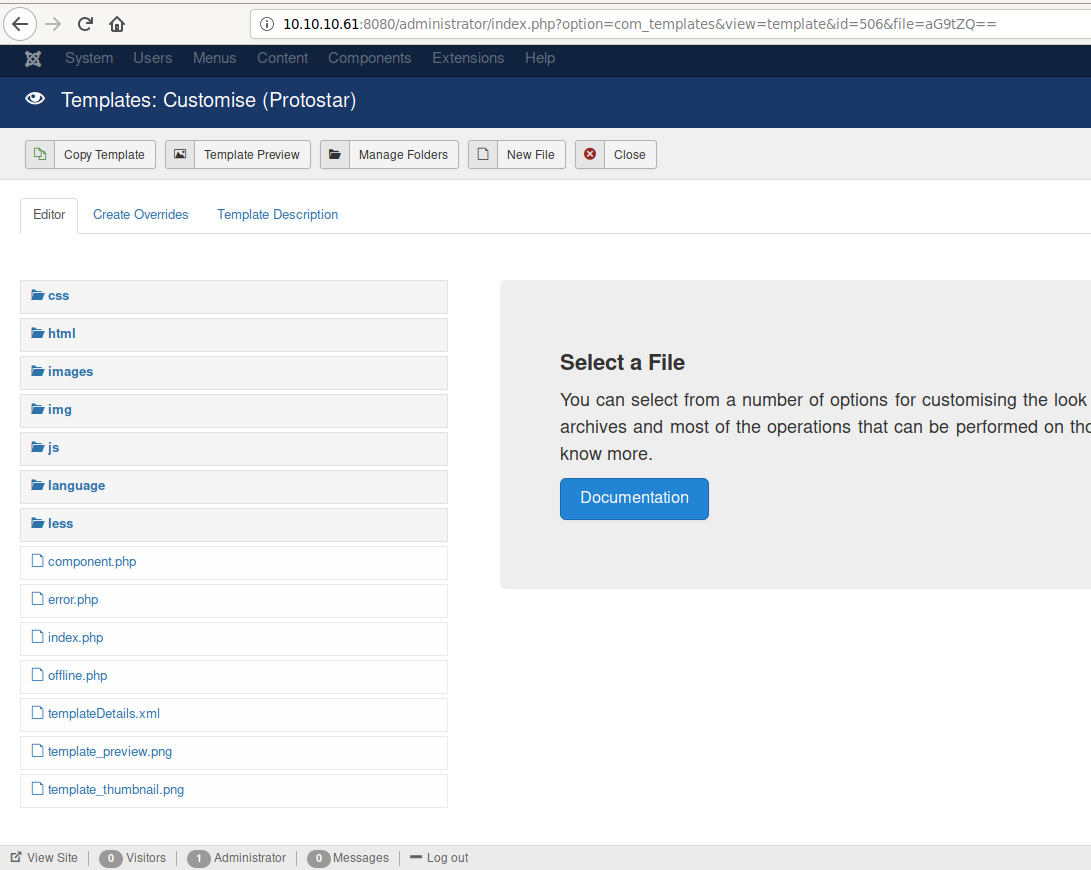 10.10.10.61:8080/administrator/index.php?option=com_templates&view=template&id=506&file=aG9tZQ==
System Users Menus Content Components Extensions Help
Templates: Customise (Protostar)
Copy Template Template Preview Manage Folders New File Close
Editor Create Overrides Template Description
css
html
images
img
js
language
less
component.php
error.php
index.php
offline.php
templateDetails.xml
template_preview.png
template_thumbnail.png
Select a File
You can select from a number of options for customising the look
archives and most of the operations that can be performed on
know more.
Documentation
View Site 0 Visitors 1 Administrator 0 Messages Log out